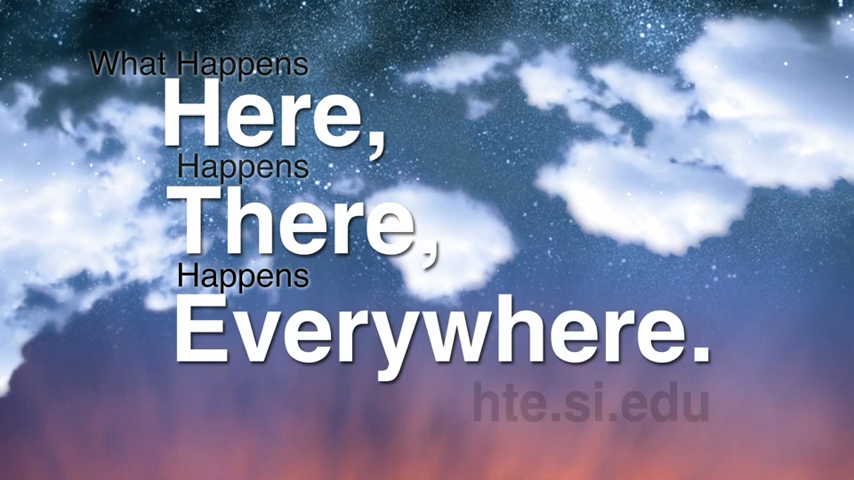 What Happens
Here,
Happens
There,
Happens
Everywhere.
hte.si.edu